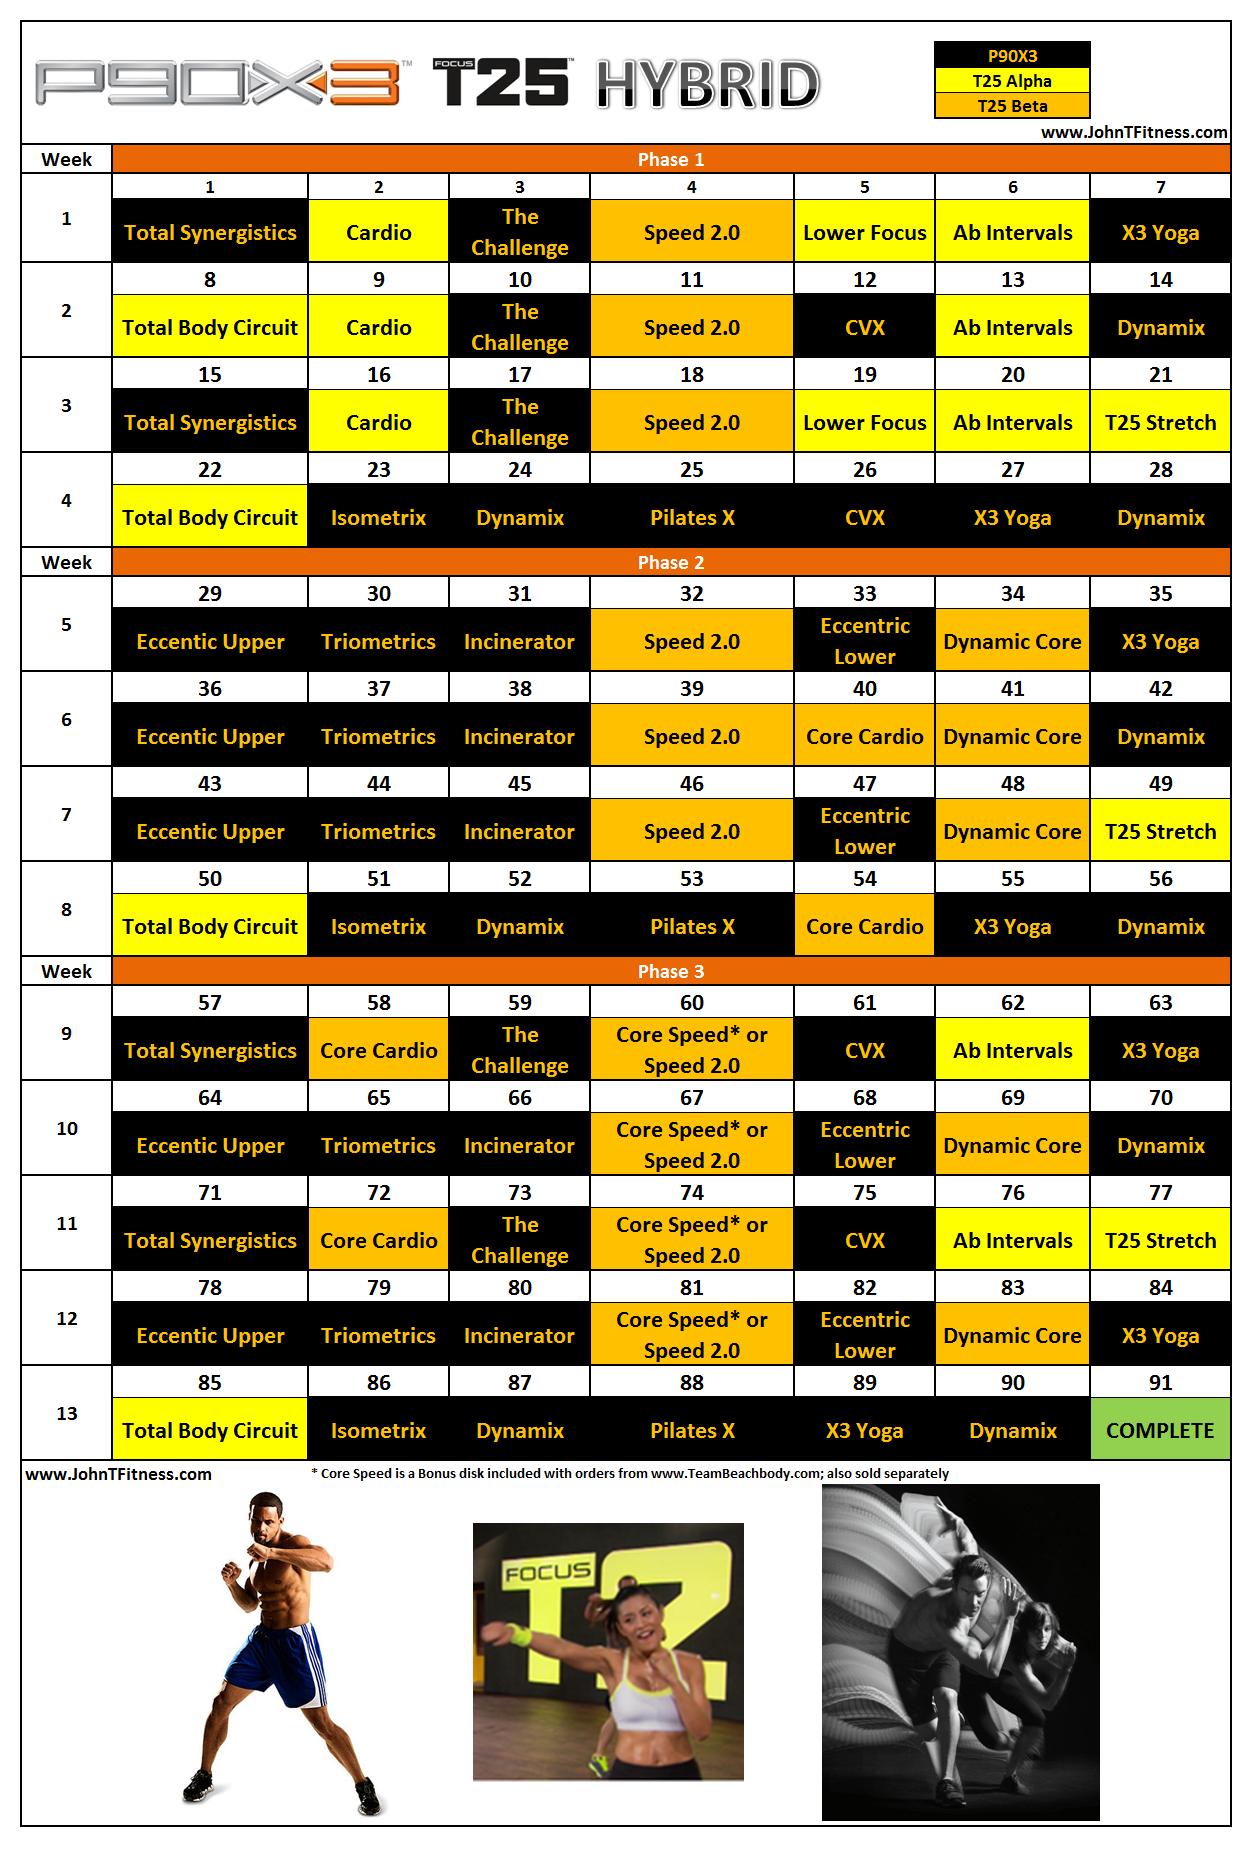 P90X3™ FOCUS T25™ HYBRID
P90X3
T25 Alpha
T25 Beta
www.JohnTFitness.com
Week Phase 1
1 2 3 4 5 6 7
1 Total Synergistics Cardio The Challenge Speed 2.0 Lower Focus Ab Intervals X3 Yoga
8 9 10 11 12 13 14
2 Total Body Circuit Cardio The Challenge Speed 2.0 CVX Ab Intervals Dynamix
15 16 17 18 19 20 21
3 Total Synergistics Cardio The Challenge Speed 2.0 Lower Focus Ab Intervals T25 Stretch
22 23 24 25 26 27 28
4 Total Body Circuit Isometrix Dynamix Pilates X CVX X3 Yoga Dynamix
Week Phase 2
29 30 31 32 33 34 35
5 Eccentic Upper Triometrics Incinerator Speed 2.0 Eccentric Lower Dynamic Core X3 Yoga
36 37 38 39 40 41 42
6 Eccentic Upper Triometrics Incinerator Speed 2.0 Core Cardio Dynamic Core Dynamix
43 44 45 46 47 48 49
7 Eccentic Upper Triometrics Incinerator Speed 2.0 Eccentric Lower Dynamic Core T25 Stretch
50 51 52 53 54 55 56
8 Total Body Circuit Isometrix Dynamix Pilates X Core Cardio X3 Yoga Dynamix
Week Phase 3
57 58 59 60 61 62 63
9 Total Synergistics Core Cardio The Challenge Core Speed* or Speed 2.0 CVX Ab Intervals X3 Yoga
64 65 66 67 68 69 70
10 Eccentic Upper Triometrics Incinerator Core Speed* or Speed 2.0 Eccentric Lower Dynamic Core Dynamix
71 72 73 74 75 76 77
11 Total Synergistics Core Cardio The Challenge Core Speed* or Speed 2.0 CVX Ab Intervals T25 Stretch
78 79 80 81 82 83 84
12 Eccentic Upper Triometrics Incinerator Core Speed* or Speed 2.0 Eccentric Lower Dynamic Core X3 Yoga
85 86 87 88 89 90 91
13 Total Body Circuit Isometrix Dynamix Pilates X X3 Yoga Dynamix COMPLETE
www.JohnTFitness.com * Core Speed is a Bonus disk included with orders from www.TeamBeachbody.com; also sold separately
FOCUS
T2